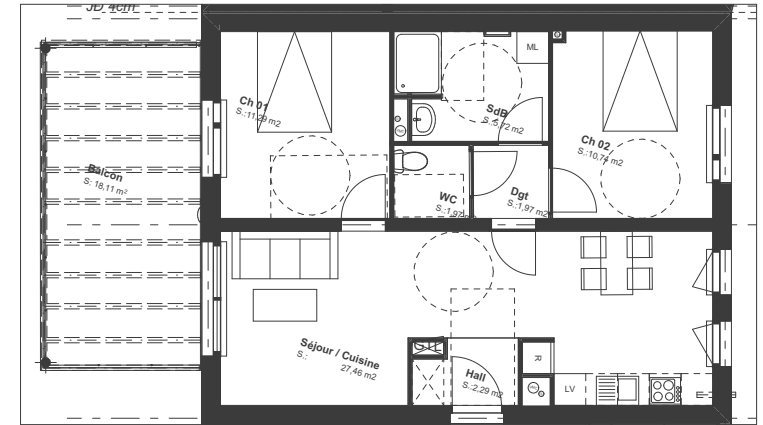 JD 4cm
ML
Ch 01
S.:11,29 m2
SdB
S.:5,72 m2
Ch 02
S.:10,74 m2
Balcon
S: 18,11 m²
WC
S.:1,97 m2
Dgt
S.:1,97 m2
Séjour / Cuisine
S.: 27,46 m2
GTL
R
Hall
S.:2,29 m2
LV